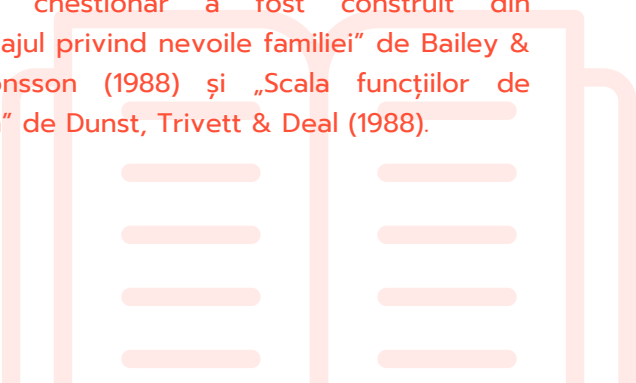 chestionar a fost construit din
ajul privind nevoile familiei” de Bailey &
nsson (1988) și „Scala funcțiilor de
” de Dunst, Trivett & Deal (1988).